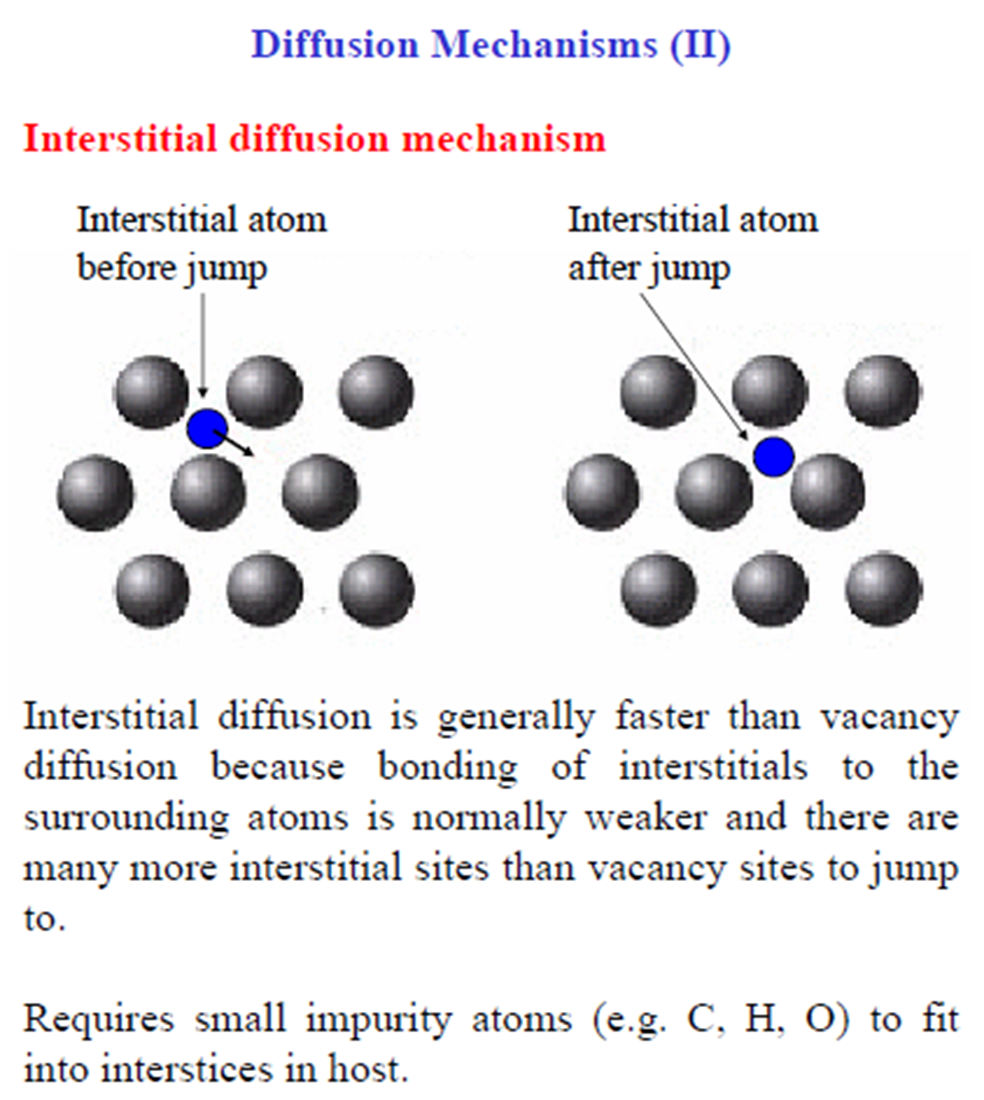 Diffusion Mechanisms (II)
Interstitial diffusion mechanism
Interstitial atom
before jump
Interstitial atom
after jump
Interstitial diffusion is generally faster than vacancy
diffusion because bonding of interstitials to the
surrounding atoms is normally weaker and there are
many more interstitial sites than vacancy sites to jump
to.
Requires small impurity atoms (e.g. C, H, O) to fit
into interstices in host.